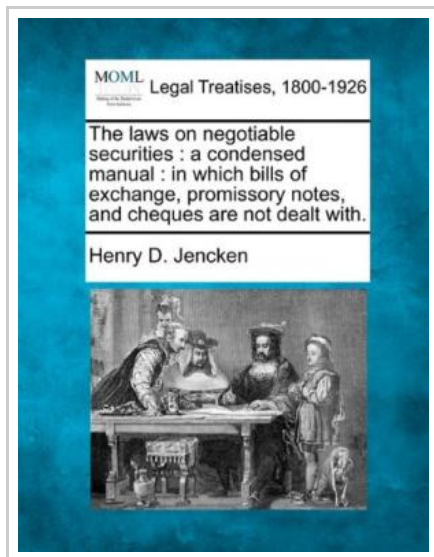 MOML
Legal Treatises, 1800-1926
The laws on negotiable
securities : a condensed
manual : in which bills of
exchange, promissory notes,
and cheques are not dealt with.
Henry D. Jencken